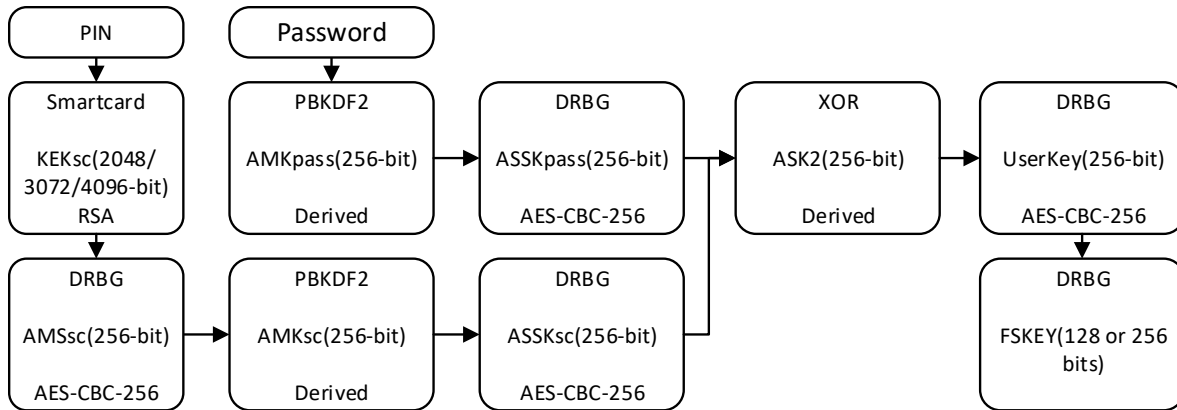 PIN
Password
Smartcard
KEKsc(2048/
3072/4096-bit)
RSA
PBKDF2
AMKpass(256-bit)
Derived
DRBG
ASSKpass(256-bit)
AES-CBC-256
XOR
ASK2(256-bit)
Derived
DRBG
UserKey(256-bit)
AES-CBC-256
DRBG
AMSsc(256-bit)
AES-CBC-256
PBKDF2
AMKsc(256-bit)
Derived
DRBG
ASSKsc(256-bit)
AES-CBC-256
DRBG
FSKEY(128 or 256
bits)